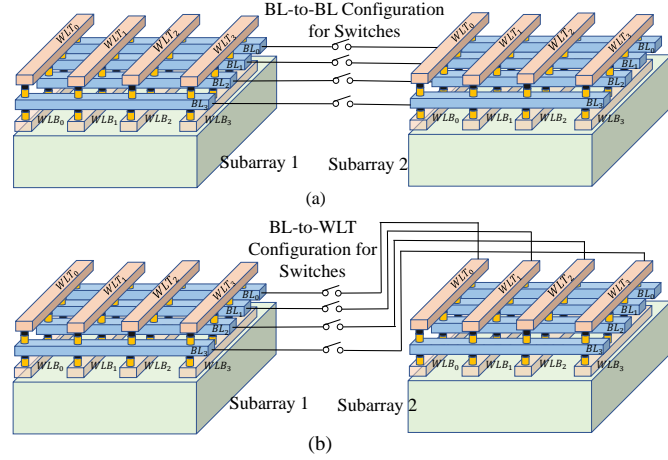 BL-to-BL Configuration
for Switches
WLT₀ WLT₁ WLT₂ WLT₃
BL₀
BL₁
BL₂
BL₃
WLB₀ WLB₁ WLB₂ WLB₃
Subarray 1
WLT₀ WLT₁ WLT₂ WLT₃
BL₀
BL₁
BL₂
BL₃
WLB₀ WLB₁ WLB₂ WLB₃
Subarray 2
(a)
BL-to-WLT
Configuration for
Switches
WLT₀ WLT₁ WLT₂ WLT₃
BL₀
BL₁
BL₂
BL₃
WLB₀ WLB₁ WLB₂ WLB₃
Subarray 1
WLT₀ WLT₁ WLT₂ WLT₃
BL₀
BL₁
BL₂
BL₃
WLB₀ WLB₁ WLB₂ WLB₃
Subarray 2
(b)